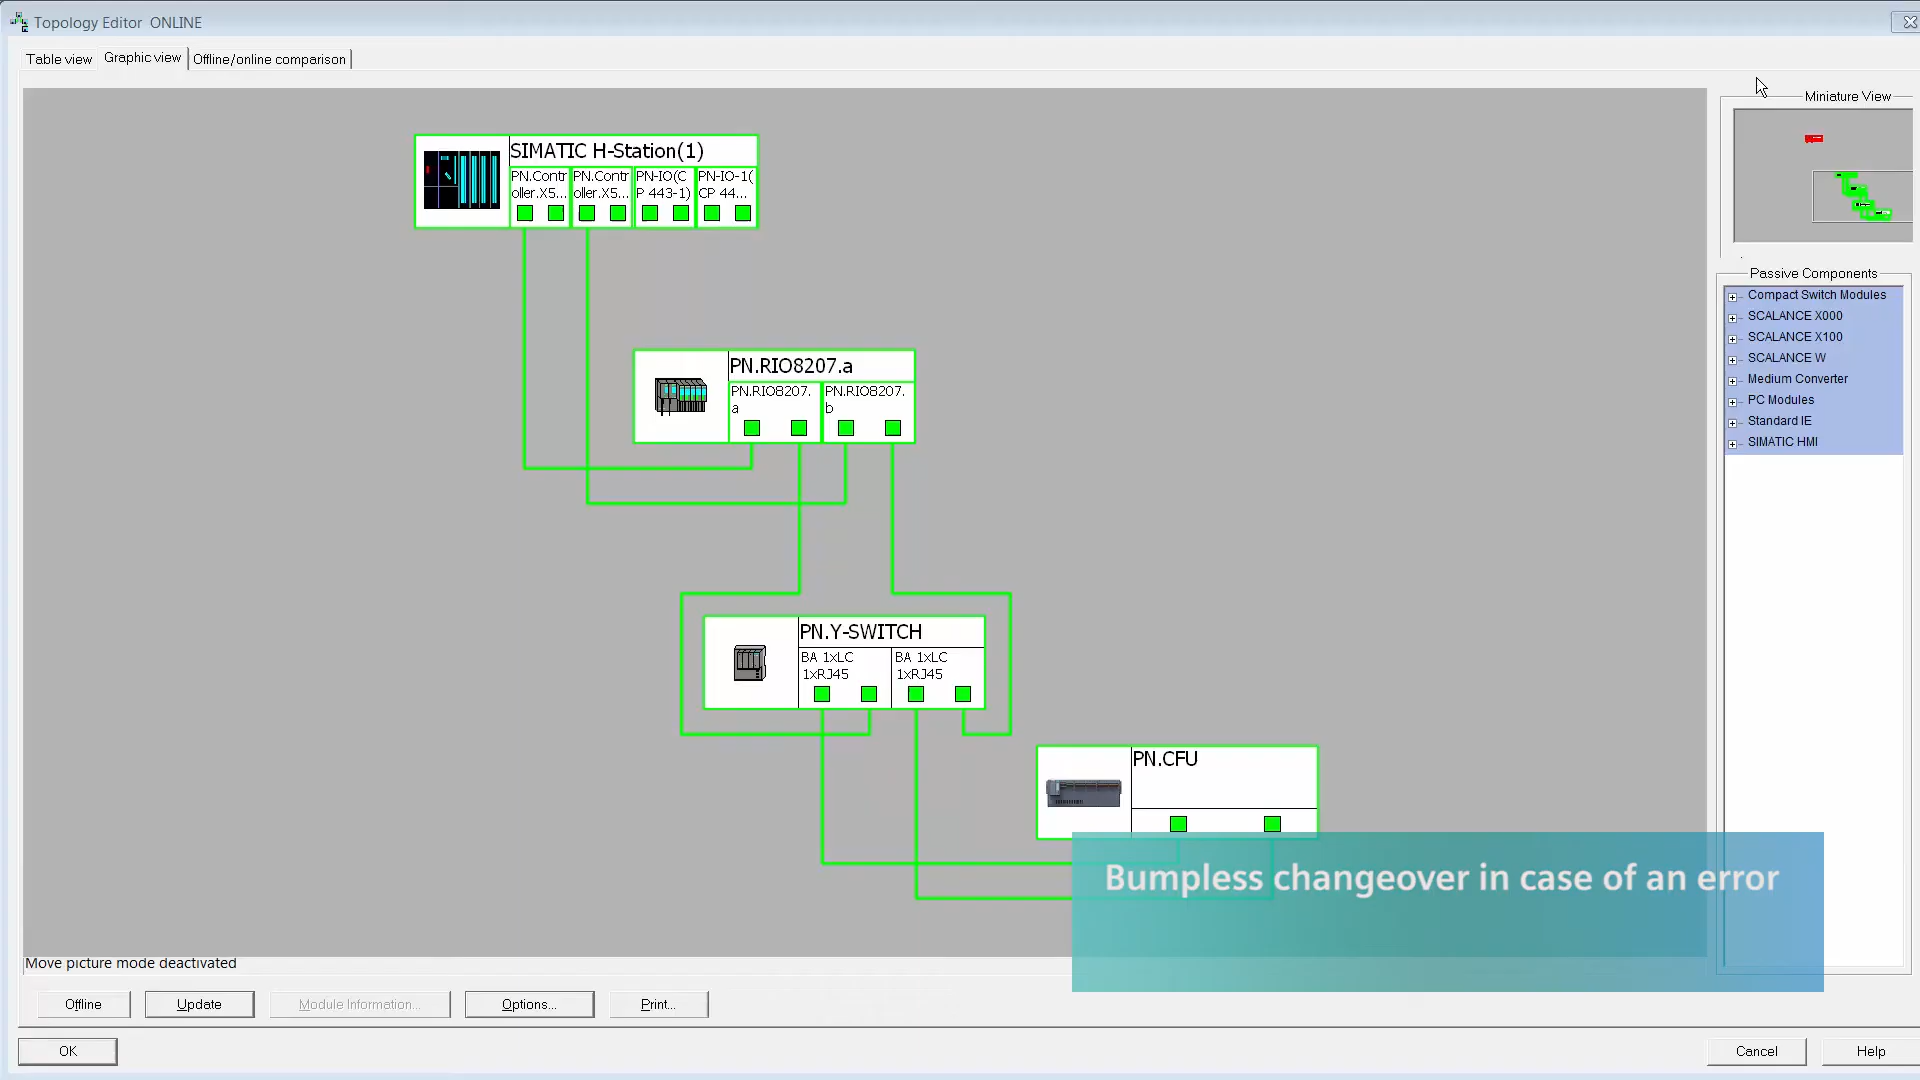 Topology Editor ONLINE
Table view
Graphic view
Offline/online comparison
Miniature View
SIMATIC H-Station(1)
PN.Contr
oller.X5...
PN.Contr
oller.X5...
PN-IO(C
P 443-1)
PN-IO-1(
CP 44...
Passive Components
Compact Switch Modules
SCALANCE X000
SCALANCE X100
SCALANCE W
Medium Converter
PC Modules
Standard IE
SIMATIC HMI
PN.RIO8207.a
PN.RIO8207.
a
PN.RIO8207.
b
PN.Y-SWITCH
BA 1xLC
1xRJ45
BA 1xLC
1xRJ45
PN.CFU
Bumpless changeover in case of an error
Move picture mode deactivated
Offline
Update
Module Information...
Options...
Print...
OK
Cancel
Help